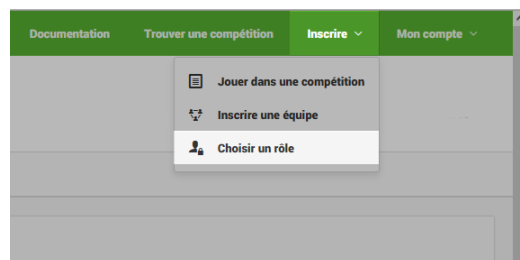 Documentation Trouver une compétition Inscrire Mon compte
Jouer dans une compétition
Inscrire une équipe
Choisir un rôle